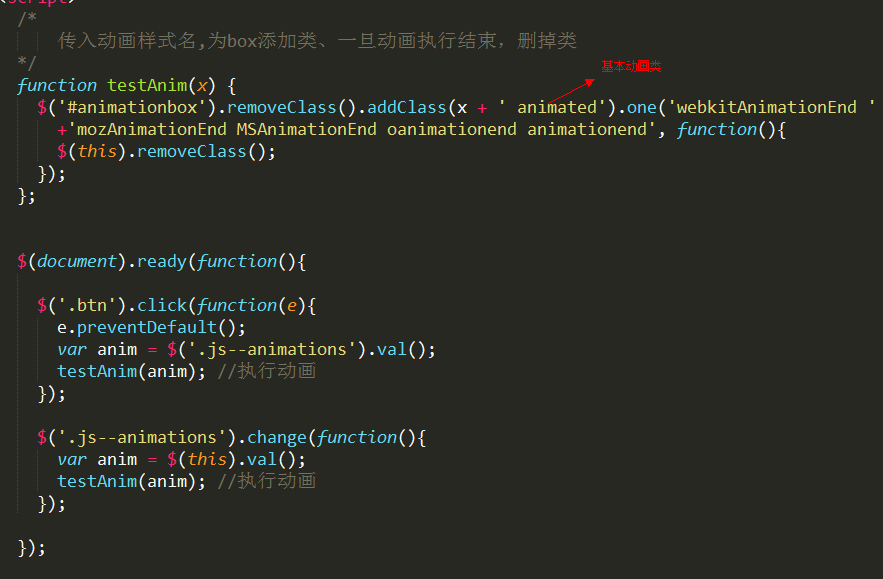 script>
/*
传入动画样式名,为box添加类、一旦动画执行结束，删掉类
*/
基本动画类
function testAnim(x) {
$('#animationbox').removeClass().addClass(x + ' animated').one('webkitAnimationEnd '
+'mozAnimationEnd MSAnimationEnd oanimationend animationend', function(){
$(this).removeClass();
});
};
$(document).ready(function(){
$('.btn').click(function(e){
e.preventDefault();
var anim = $('.js--animations').val();
testAnim(anim); //执行动画
});
$('.js--animations').change(function(){
var anim = $(this).val();
testAnim(anim); //执行动画
});
});